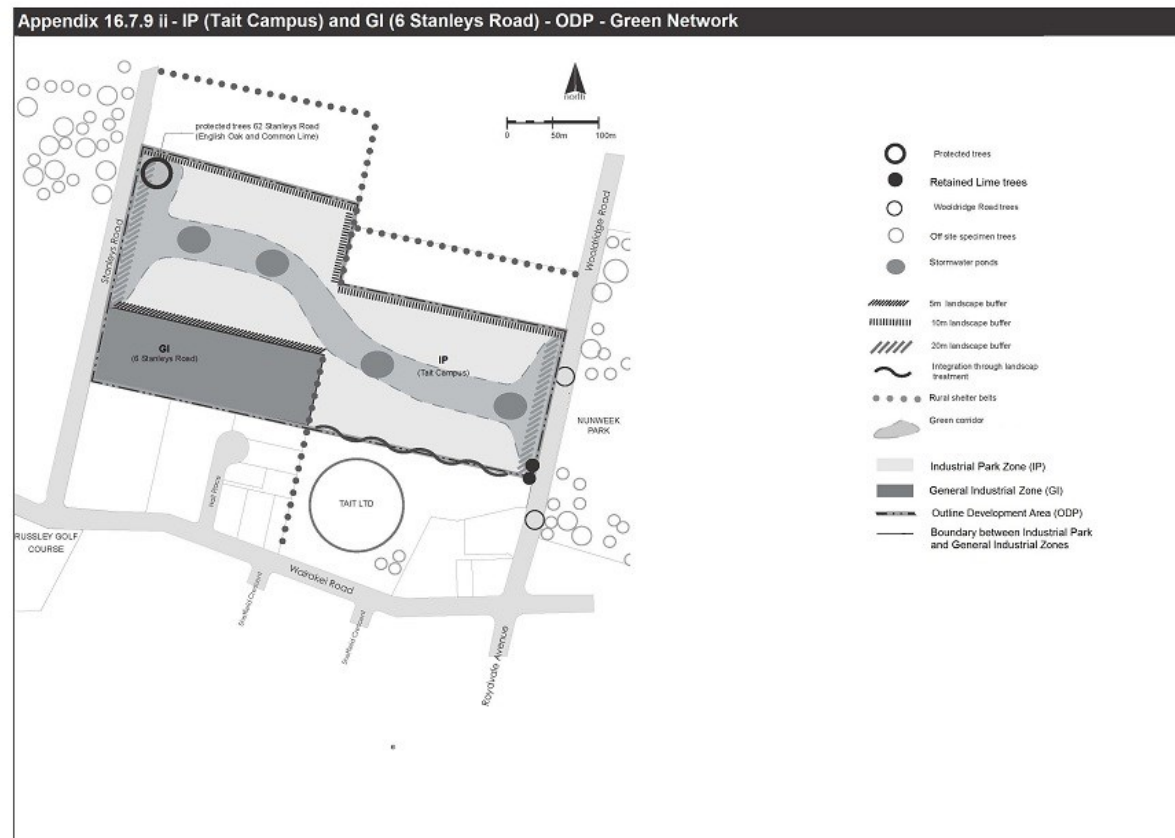 Appendix 16.7.9 ii - IP (Tait Campus) and GI (6 Stanleys Road) - ODP - Green Network
north
0 50m 100m
protected trees 62 Stanleys Road
(English Oak and Common Lime)
Stanleys Road
Wooldridge Road
GI
(6 Stanleys Road)
IP
(Tait Campus)
NUNWEEK
PARK
TAIT LTD
RUSSLEY GOLF
COURSE
Wairakei Road
Sheffield Crescent
Sheffield Crescent
Roydvale Avenue
Protected trees
Retained Lime trees
Wooldridge Road trees
Off site specimen trees
Stormwater ponds
5m landscape buffer
10m landscape buffer
20m landscape buffer
Integration through landscap
treatment
Rural shelter belts
Green corridor
Industrial Park Zone (IP)
General Industrial Zone (GI)
Outline Development Area (ODP)
Boundary between Industrial Park
and General Industrial Zones